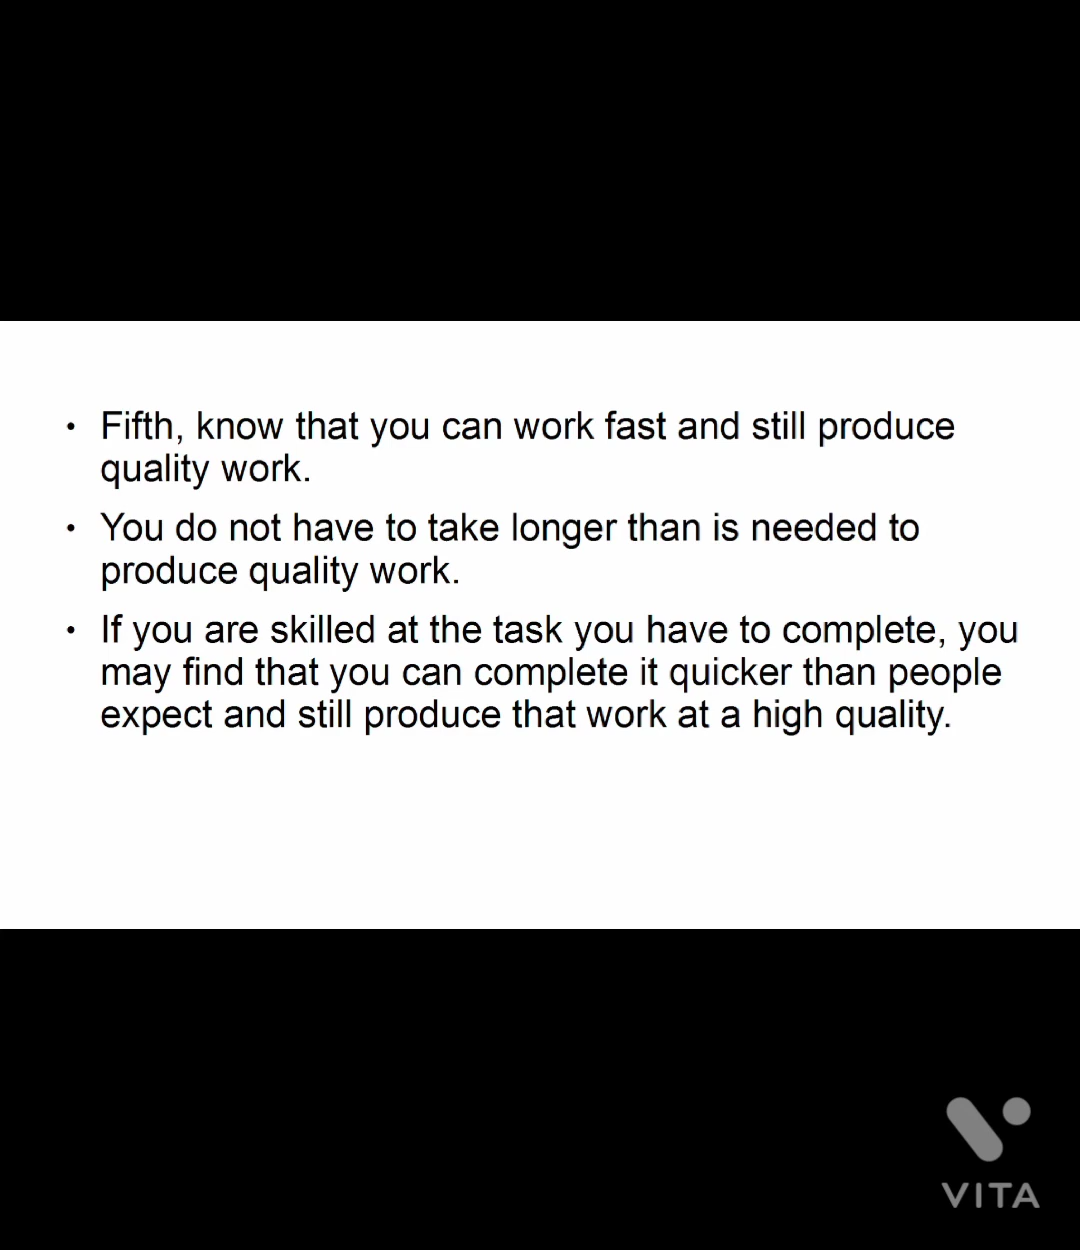 • Fifth, know that you can work fast and still produce
quality work.
• You do not have to take longer than is needed to
produce quality work.
• If you are skilled at the task you have to complete, you
may find that you can complete it quicker than people
expect and still produce that work at a high quality.
VITA